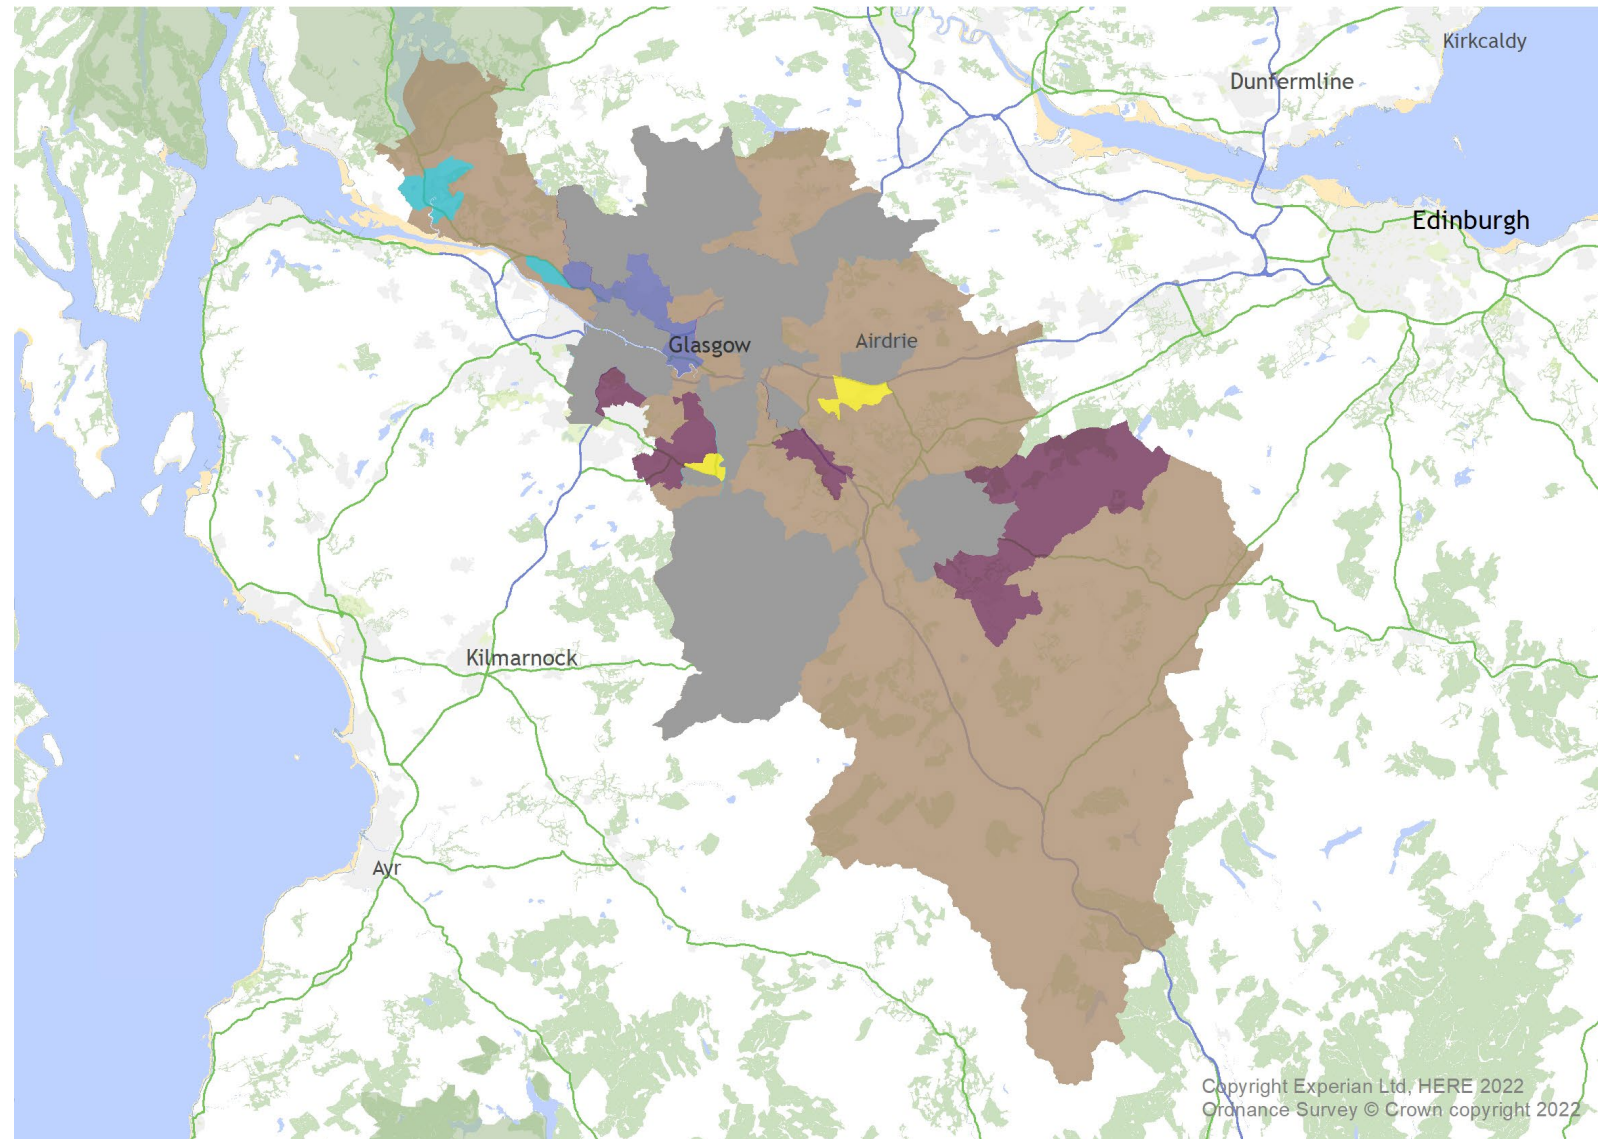 Kirkcaldy
Dunfermline
Edinburgh
Glasgow
Airdrie
Kilmarnock
Ayr
Copyright Experian Ltd, HERE 2022
Ordnance Survey © Crown copyright 2022